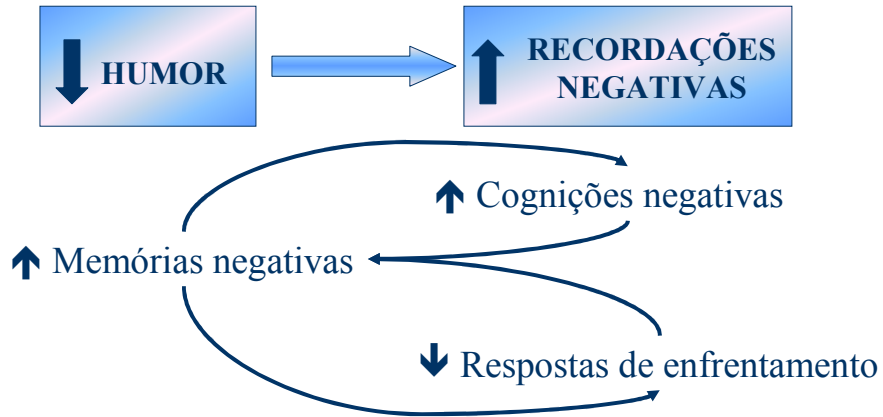 HUMOR
RECORDAÇÕES
NEGATIVAS
Cognições negativas
Memórias negativas
Respostas de enfrentamento